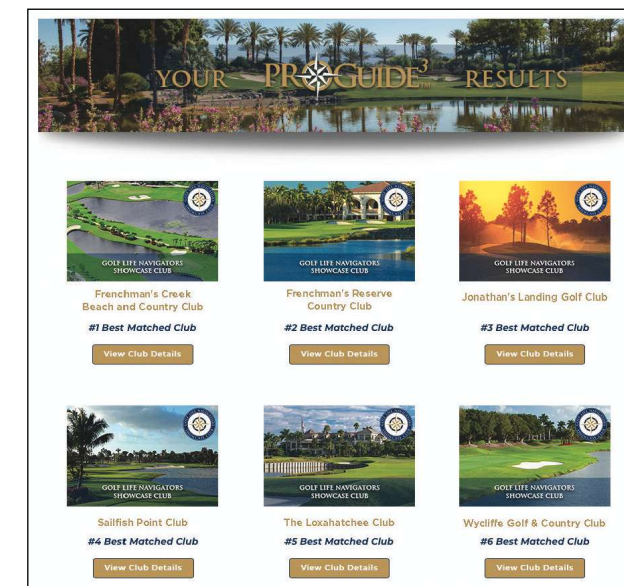 YOUR PROGUIDE³™ RESULTS
GOLF LIFE NAVIGATORS
SHOWCASE CLUB
Frenchman's Creek
Beach and Country Club
#1 Best Matched Club
View Club Details
GOLF LIFE NAVIGATORS
SHOWCASE CLUB
Frenchman's Reserve
Country Club
#2 Best Matched Club
View Club Details
GOLF LIFE NAVIGATORS
SHOWCASE CLUB
Jonathan's Landing Golf Club
#3 Best Matched Club
View Club Details
GOLF LIFE NAVIGATORS
SHOWCASE CLUB
Sailfish Point Club
#4 Best Matched Club
View Club Details
GOLF LIFE NAVIGATORS
SHOWCASE CLUB
The Loxahatchee Club
#5 Best Matched Club
View Club Details
GOLF LIFE NAVIGATORS
SHOWCASE CLUB
Wycliffe Golf & Country Club
#6 Best Matched Club
View Club Details